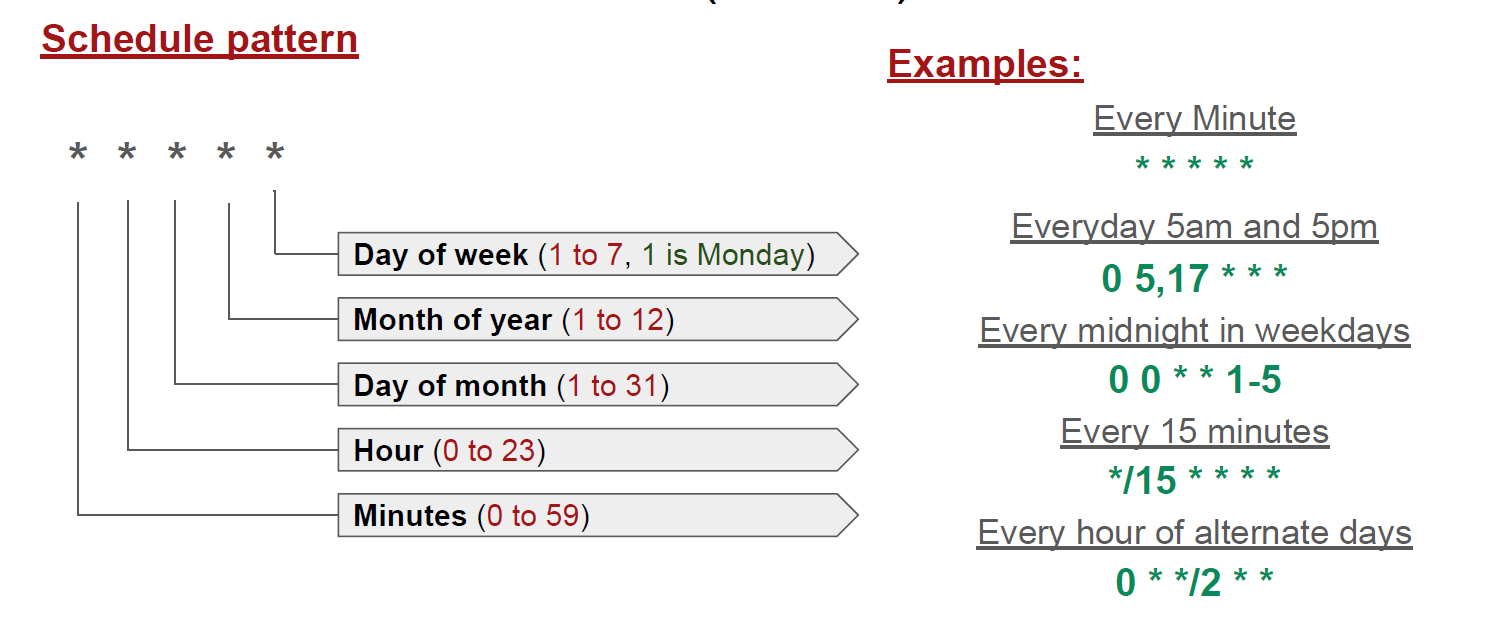 Schedule pattern
* * * * *
Day of week (1 to 7, 1 is Monday)
Month of year (1 to 12)
Day of month (1 to 31)
Hour (0 to 23)
Minutes (0 to 59)
Examples:
Every Minute
* * * * *
Everyday 5am and 5pm
0 5,17 * * *
Every midnight in weekdays
0 0 * * 1-5
Every 15 minutes
*/15 * * * *
Every hour of alternate days
0 * */2 * *